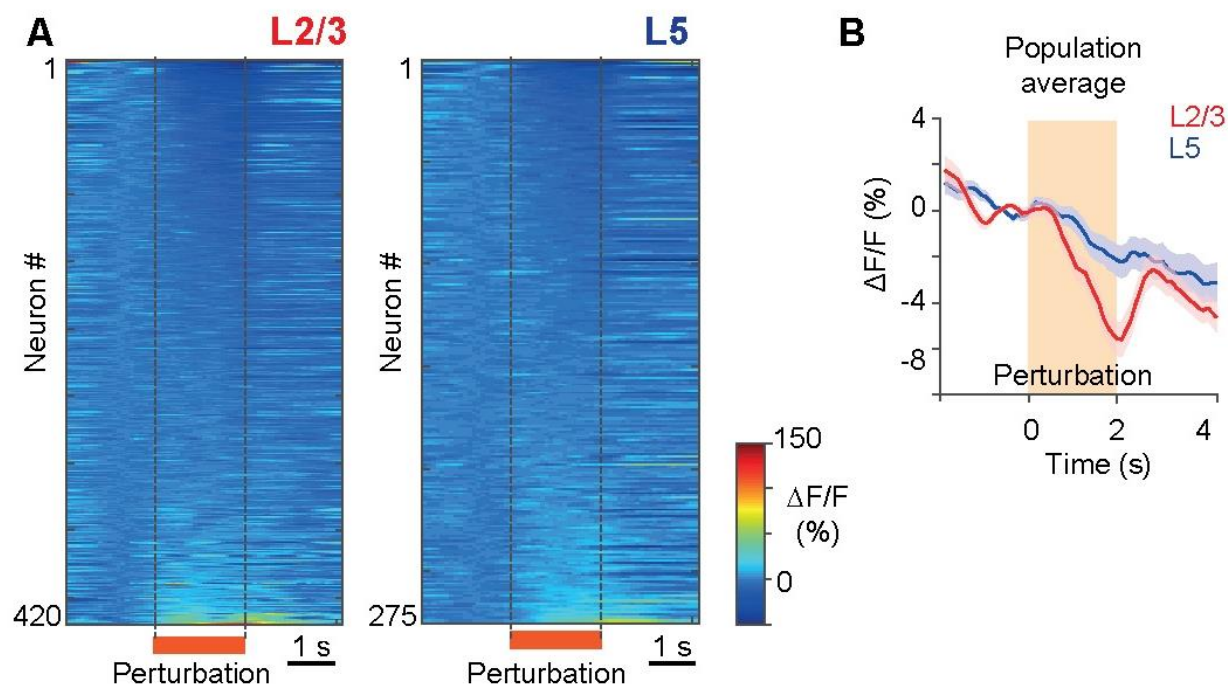 A
L2/3
1
Neuron #
420
Perturbation
1 s
L5
1
Neuron #
275
Perturbation
1 s
150
ΔF/F
(%)
0
B
Population
average
L2/3
L5
4
0
-4
-8
ΔF/F (%)
Perturbation
0 2 4
Time (s)